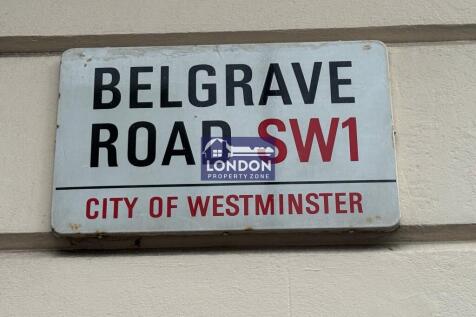 BELGRAVE
ROAD SW1
LONDON
PROPERTY ZONE
CITY OF WESTMINSTER